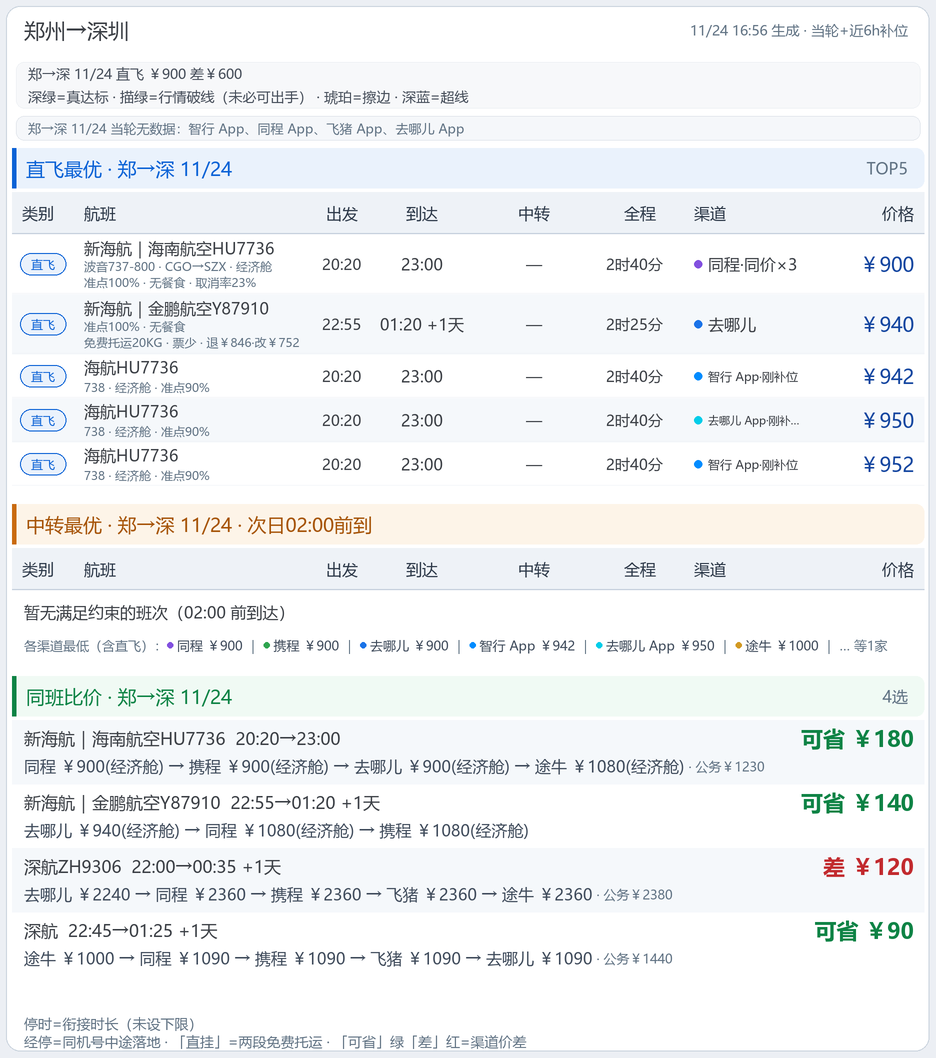 郑州→深圳
11/24 16:56 生成 · 当轮+近6h补位
郑→深 11/24 直飞 ￥900 差￥600
深绿=真达标 · 描绿=行情破线（未必可出手） · 琥珀=擦边 · 深蓝=超线
郑→深 11/24 当轮无数据：智行 App、同程 App、飞猪 App、去哪儿 App
直飞最优 · 郑→深 11/24 TOP5
类别 航班 出发 到达 中转 全程 渠道 价格
新海航｜海南航空HU7736
波音737-800 · CGO→SZX · 经济舱
准点100% · 无餐食 · 取消率23%
直飞 20:20 23:00 — 2时40分 同程·同价×3 ￥900
新海航｜金鹏航空Y87910
准点100% · 无餐食
免费托运20KG · 票少 · 退￥846·改￥752
直飞 22:55 01:20 +1天 — 2时25分 去哪儿 ￥940
海航HU7736
738 · 经济舱 · 准点90%
直飞 20:20 23:00 — 2时40分 智行 App·刚补位 ￥942
海航HU7736
738 · 经济舱 · 准点90%
直飞 20:20 23:00 — 2时40分 去哪儿 App·刚补... ￥950
海航HU7736
738 · 经济舱 · 准点90%
直飞 20:20 23:00 — 2时40分 智行 App·刚补位 ￥952
中转最优 · 郑→深 11/24 · 次日02:00前到
类别 航班 出发 到达 中转 全程 渠道 价格
暂无满足约束的班次（02:00 前到达）
各渠道最低（含直飞）: 同程 ￥900 | 携程 ￥900 | 去哪儿 ￥900 | 智行 App ￥942 | 去哪儿 App ￥950 | 途牛 ￥1000 | ... 等1家
同班比价 · 郑→深 11/24 4选
新海航｜海南航空HU7736 20:20→23:00 可省 ￥180
同程 ￥900(经济舱) → 携程 ￥900(经济舱) → 去哪儿 ￥900(经济舱) → 途牛 ￥1080(经济舱) · 公务￥1230
新海航｜金鹏航空Y87910 22:55→01:20 +1天 可省 ￥140
去哪儿 ￥940(经济舱) → 同程 ￥1080(经济舱) → 携程 ￥1080(经济舱)
深航ZH9306 22:00→00:35 +1天 差 ￥120
去哪儿 ￥2240 → 同程 ￥2360 → 携程 ￥2360 → 飞猪 ￥2360 → 途牛 ￥2360 · 公务￥2380
深航 22:45→01:25 +1天 可省 ￥90
途牛 ￥1000 → 同程 ￥1090 → 携程 ￥1090 → 飞猪 ￥1090 → 去哪儿 ￥1090 · 公务￥1440
停时=衔接时长（未设下限）
经停=同机号中途落地 · 「直挂」=两段免费托运 · 「可省」绿「差」红=渠道价差